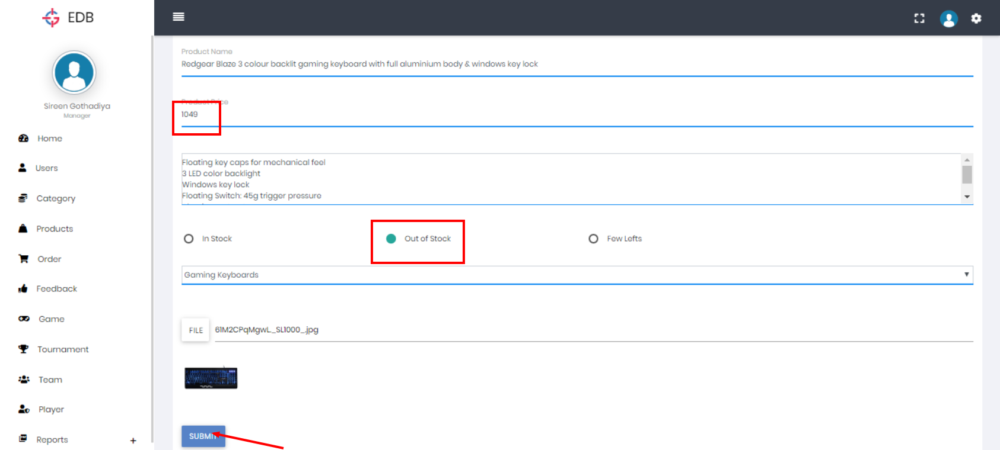 EDB
Sireen Gothadiya
Manager
Home
Users
Category
Products
Order
Feedback
Game
Tournament
Team
Player
Reports +
Product Name
Redgear Blaze 3 colour backlit gaming keyboard with full aluminium body & windows key lock
Product Price
1049
Floating key caps for mechanical feel
3 LED color backlight
Windows key lock
Floating Switch: 45g trigger pressure
In Stock
Out of Stock
Few Lefts
Gaming Keyboards
FILE
61M2CPqMgwL._SL1000_.jpg
SUBMIT